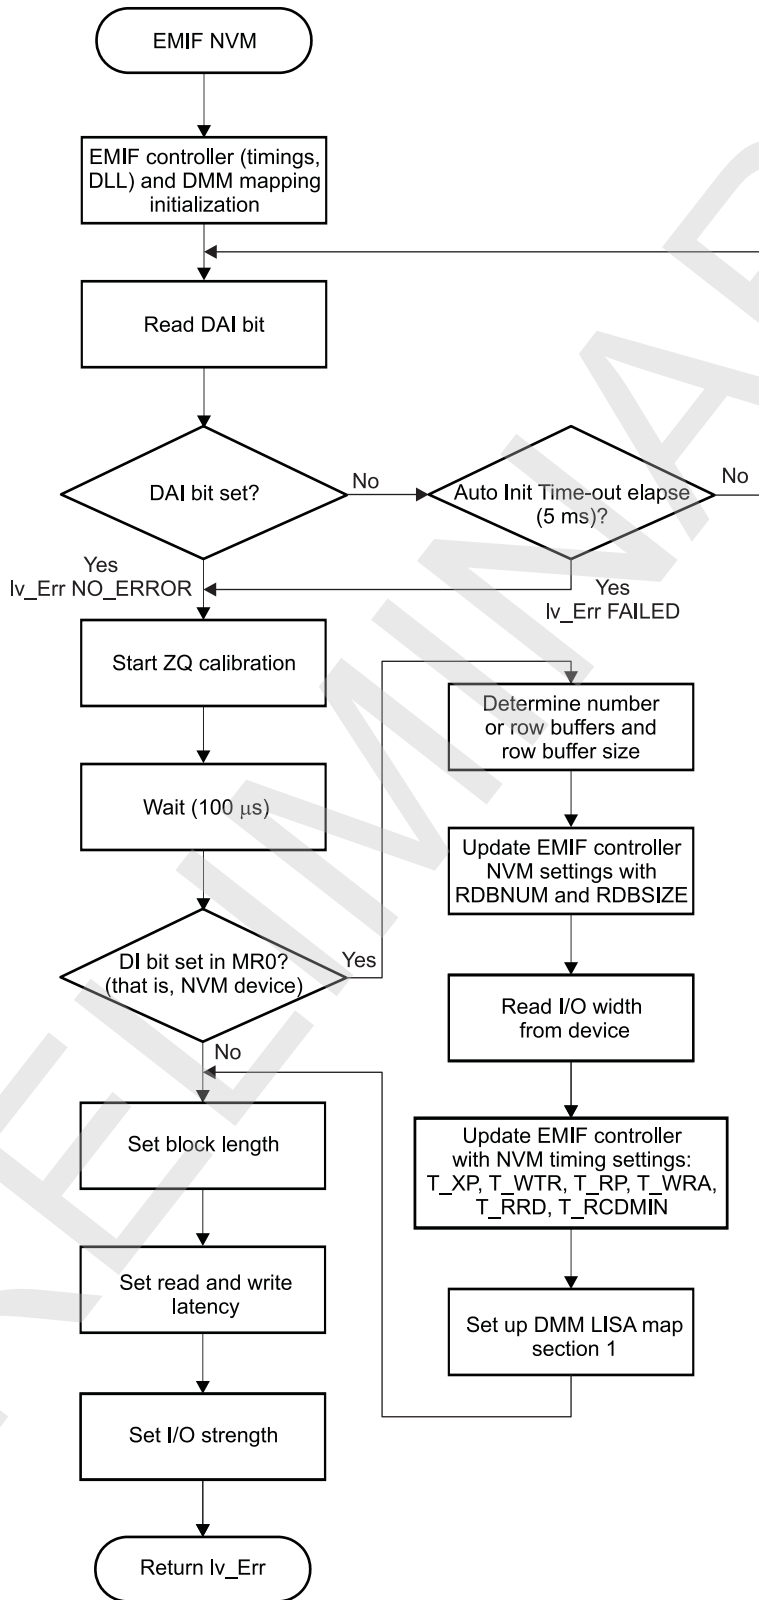 EMIF NVM
EMIF controller (timings,
DLL) and DMM mapping
initialization
Read DAI bit
DAI bit set?
No
Auto Init Time-out elapse
(5 ms)?
No
Yes
lv_Err NO_ERROR
Yes
lv_Err FAILED
Start ZQ calibration
Wait (100 μs)
DI bit set in MR0?
(that is, NVM device)
Yes
No
Determine number
or row buffers and
row buffer size
Update EMIF controller
NVM settings with
RDBNUM and RDBSIZE
Read I/O width
from device
Update EMIF controller
with NVM timing settings:
T_XP, T_WTR, T_RP, T_WRA,
T_RRD, T_RCDMIN
Set up DMM LISA map
section 1
Set block length
Set read and write
latency
Set I/O strength
Return lv_Err
RELIMINAR